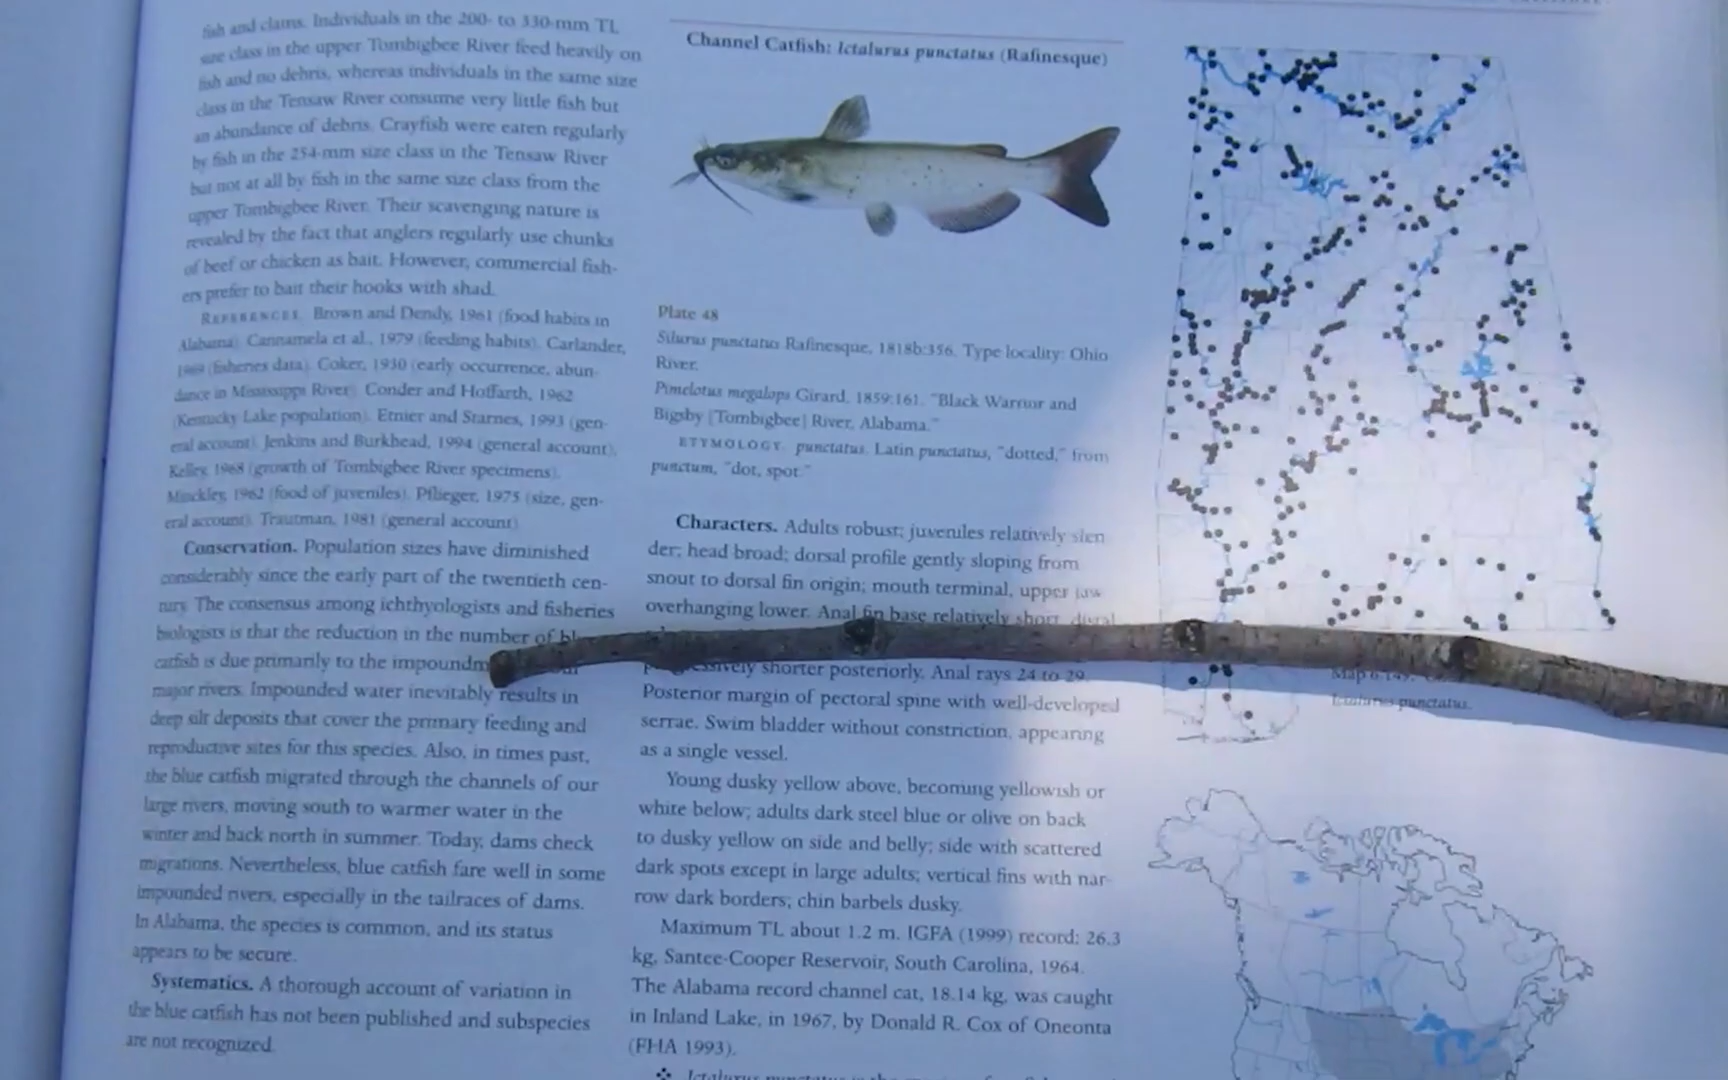 fish and clams. Individuals in the 200- to 330-mm TL
size class in the upper Tombigbee River feed heavily on
fish and no debris, whereas individuals in the same size
class in the Tensaw River consume very little fish but
an abundance of debris. Crayfish were eaten regularly
by fish in the 254-mm size class in the Tensaw River
but not at all by fish in the same size class from the
upper Tombigbee River. Their scavenging nature is
revealed by the fact that anglers regularly use chunks
of beef or chicken as bait. However, commercial fish-
ers prefer to bait their hooks with shad.
REFERENCES. Brown and Dendy, 1961 (food habits in
Alabama). Cannamela et al., 1979 (feeding habits). Carlander,
1969 (fisheries data). Coker, 1930 (early occurrence, abun-
dance in Mississippi River). Conder and Hoffarth, 1962
(Kentucky Lake population). Etnier and Starnes, 1993 (gen-
eral account). Jenkins and Burkhead, 1994 (general account).
Kelley, 1968 (growth of Tombigbee River specimens).
Minckley, 1962 (food of juveniles). Pflieger, 1975 (size, gen-
eral account). Trautman, 1981 (general account)
Conservation. Population sizes have diminished
considerably since the early part of the twentieth cen-
tury. The consensus among ichthyologists and fisheries
biologists is that the reduction in the number of
catfish is due primarily to the
major rivers. Impounded water inevitably results in
deep silt deposits that cover the primary feeding and
reproductive sites for this species. Also, in times past,
the blue catfish migrated through the channels of our
large rivers, moving south to warmer water in the
winter and back north in summer. Today, dams check
migrations. Nevertheless, blue catfish fare well in some
impounded rivers, especially in the tailraces of dams.
In Alabama, the species is common, and its status
appears to be secure.
Systematics. A thorough account of variation in
the blue catfish has not been published and subspecies
are not recognized.
Channel Catfish: Ictalurus punctatus (Rafinesque)
Plate 48
Silurus punctatus Rafinesque, 1818b:356. Type locality: Ohio
River.
Pimelotus megalops Girard, 1859:161. "Black Warrior and
Bigsby [Tombigbee] River, Alabama."
ETYMOLOGY. punctatus. Latin punctatus, "dotted," from
punctum, "dot, spot."
Characters. Adults robust; juveniles relatively slen
der; head broad; dorsal profile gently sloping from
snout to dorsal fin origin; mouth terminal, upper jaw
overhanging lower. Anal fin base relatively short, distal
shorter posteriorly. Anal rays 24 to 29.
Posterior margin of pectoral spine with well-developed
serrae. Swim bladder without constriction, appearing
as a single vessel.
Young dusky yellow above, becoming yellowish or
white below; adults dark steel blue or olive on back
to dusky yellow on side and belly; side with scattered
dark spots except in large adults; vertical fins with nar-
row dark borders; chin barbels dusky.
Maximum TL about 1.2 m. IGFA (1999) record: 26.3
kg, Santee-Cooper Reservoir, South Carolina, 1964.
The Alabama record channel cat, 18.14 kg, was caught
in Inland Lake, in 1967, by Donald R. Cox of Oneonta
(FHA 1993).
Ictalurus punctatus
Map
Ictalurus punctatus.